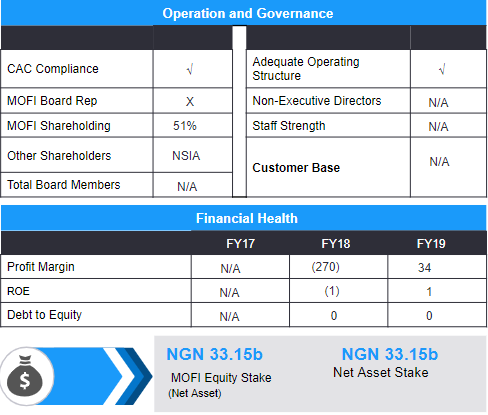 Operation and Governance
CAC Compliance √
MOFI Board Rep X
MOFI Shareholding 51%
Other Shareholders NSIA
Total Board Members N/A
Adequate Operating
Structure √
Non-Executive Directors N/A
Staff Strength N/A
Customer Base N/A
Financial Health
FY17 FY18 FY19
Profit Margin N/A (270) 34
ROE N/A (1) 1
Debt to Equity N/A 0 0
$
NGN 33.15b
MOFI Equity Stake
(Net Asset)
NGN 33.15b
Net Asset Stake